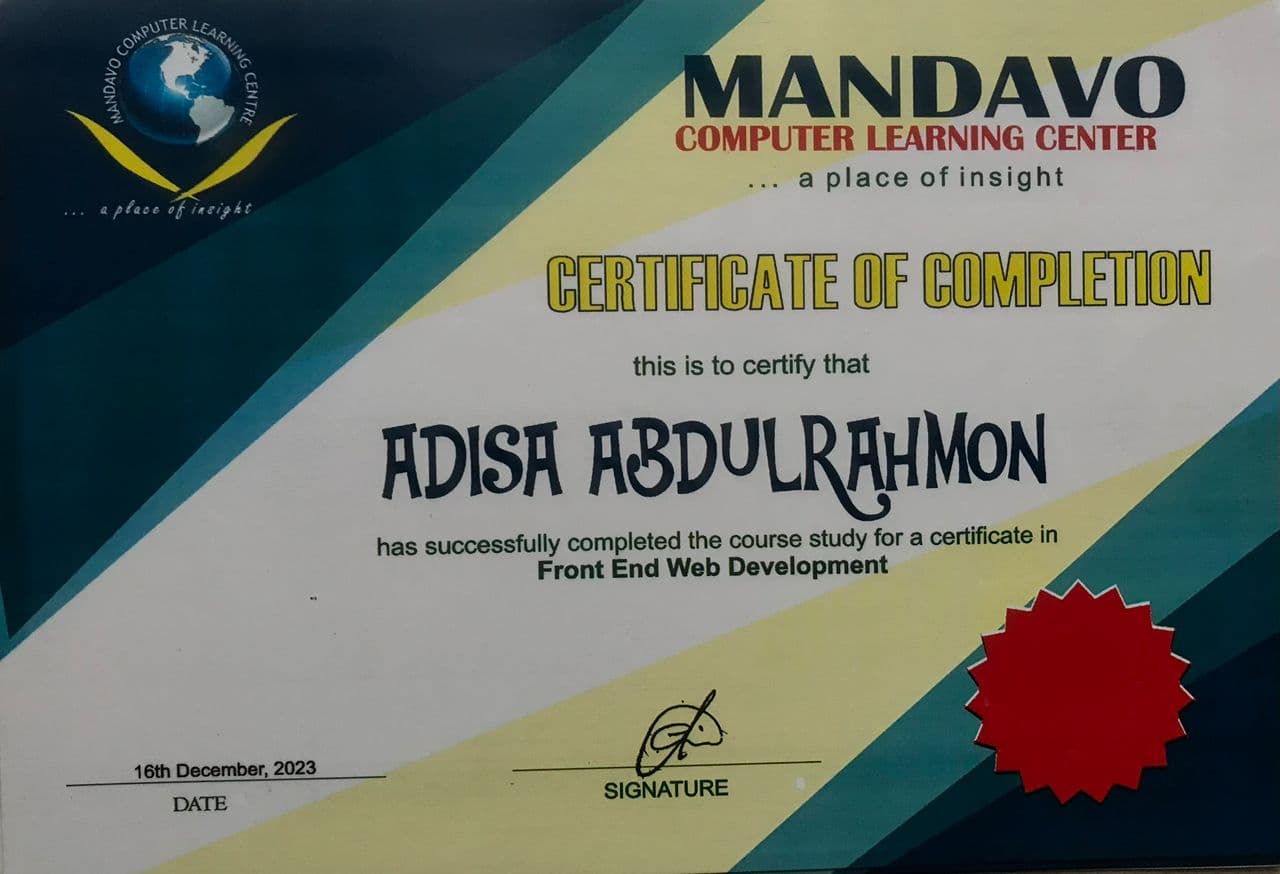 MANDAVO COMPUTER LEARNING CENTRE
... a place of insight
MANDAVO
COMPUTER LEARNING CENTER
... a place of insight
CERTIFICATE OF COMPLETION
this is to certify that
ADISA ABDULRAHMON
has successfully completed the course study for a certificate in
Front End Web Development
16th December, 2023
DATE
SIGNATURE